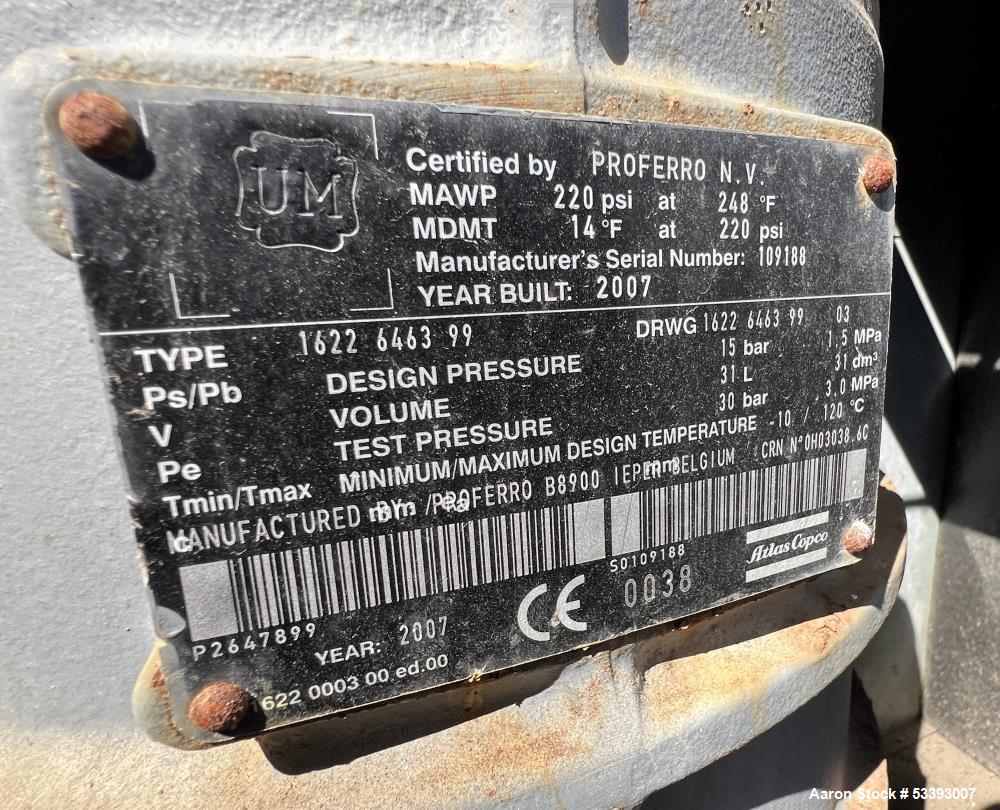 UM
Certified by PROFERRO N.V.
MAWP 220 psi at 248 °F
MDMT 14 °F at 220 psi
Manufacturer's Serial Number: 109188
YEAR BUILT: 2007
TYPE 1622 6463 99 DRWG 1622 6463 99 03
Ps/Pb DESIGN PRESSURE 15 bar 1.5 MPa
V VOLUME 31 L 31 dm³
Pe TEST PRESSURE 30 bar 3.0 MPa
Tmin/Tmax MINIMUM/MAXIMUM DESIGN TEMPERATURE -10 / 120 °C
MANUFACTURED BY: PROFERRO B8900 IEPER BELGIUM CRN N°0H03038.6C
mm mm
P2647899 S0109188
YEAR: 2007 CE 0038 Atlas Copco
1622 0003 00 ed.00
Aaron Stock # 53393007